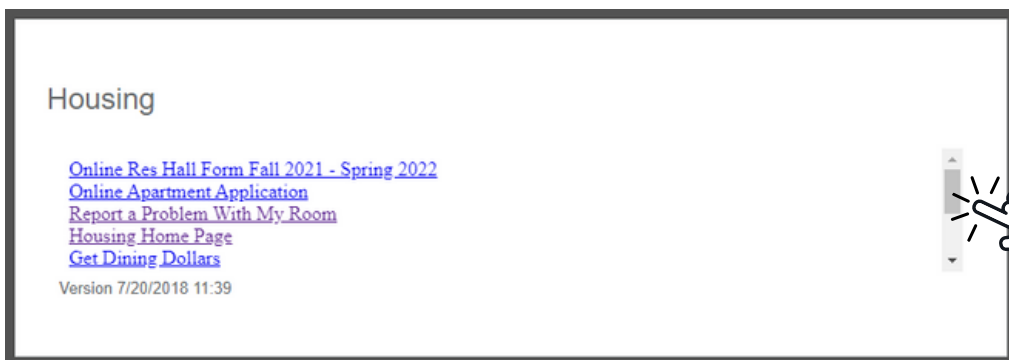 Housing
Online Res Hall Form Fall 2021 - Spring 2022
Online Apartment Application
Report a Problem With My Room
Housing Home Page
Get Dining Dollars
Version 7/20/2018 11:39